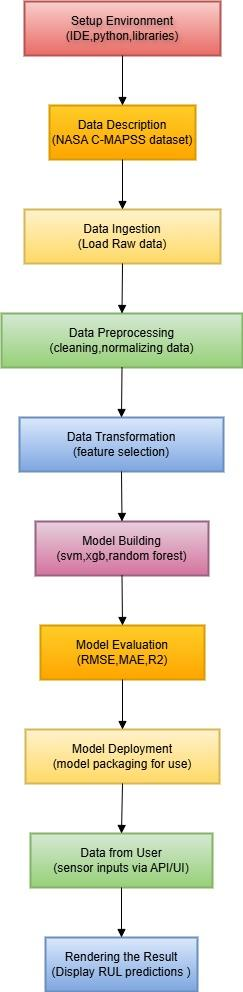 Setup Environment
(IDE,python,libraries)
Data Description
(NASA C-MAPSS dataset)
Data Ingestion
(Load Raw data)
Data Preprocessing
(cleaning,normalizing data)
Data Transformation
(feature selection)
Model Building
(svm,xgb,random forest)
Model Evaluation
(RMSE,MAE,R2)
Model Deployment
(model packaging for use)
Data from User
(sensor inputs via API/UI)
Rendering the Result
(Display RUL predictions )